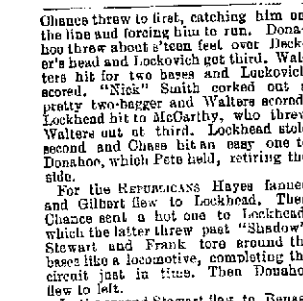 Chance threw to first, catching him on
the line and forcing him to run. Dona-
hoo threw about s'teen feet over Deck-
er's head and Lockovich got third. Wal-
ters hit for two bases and Luckovich
scored. "Nick" Smith corked out a
pretty two-bagger and Walters scored.
Lockhead hit to McCarthy, who threw
Walters out at third. Lockhead stole
second and Chase hit an easy one to
Donahoo, which Pete held, retiring the
side.
For the REPUBLICANS Hayes fanned
and Gilbert flew to Lockhead. Then
Chance sent a hot one to Lockhead
which the latter threw past "Shadow"
Stewart and Frank tore around the
bases like a locomotive, completing the
circuit just in time. Then Donahoo
flew to left.